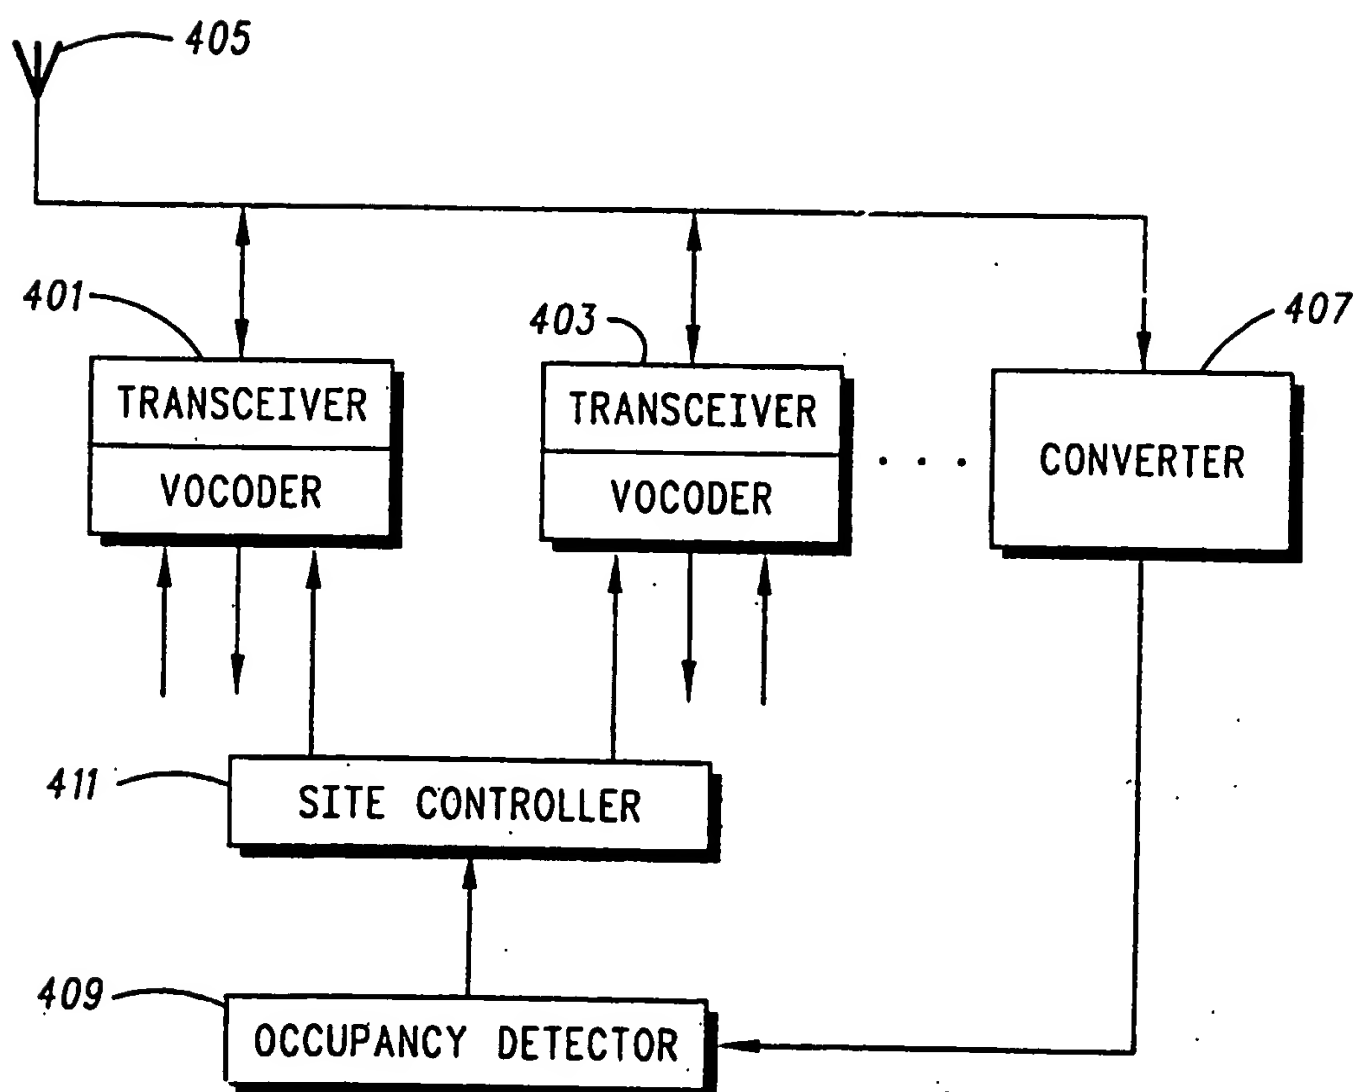 405
401
403
407
TRANSCEIVER
VOCODER
TRANSCEIVER
VOCODER
. . .
CONVERTER
411
SITE CONTROLLER
409
OCCUPANCY DETECTOR